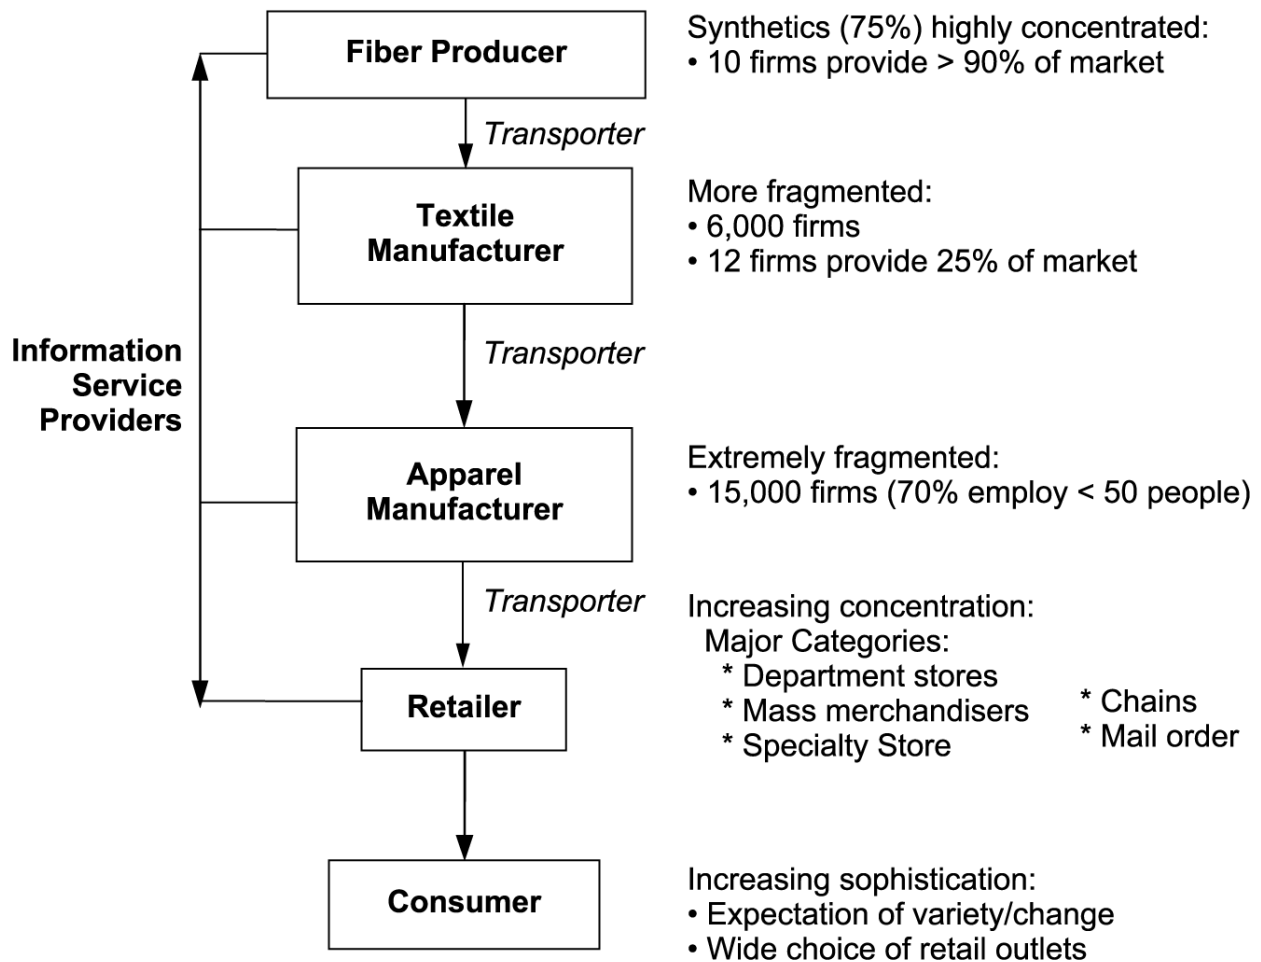 Fiber Producer
Synthetics (75%) highly concentrated:
• 10 firms provide > 90% of market
Transporter
Textile
Manufacturer
More fragmented:
• 6,000 firms
• 12 firms provide 25% of market
Transporter
Information
Service
Providers
Apparel
Manufacturer
Extremely fragmented:
• 15,000 firms (70% employ < 50 people)
Transporter
Retailer
Increasing concentration:
Major Categories:
* Department stores
* Mass merchandisers
* Specialty Store
* Chains
* Mail order
Consumer
Increasing sophistication:
• Expectation of variety/change
• Wide choice of retail outlets